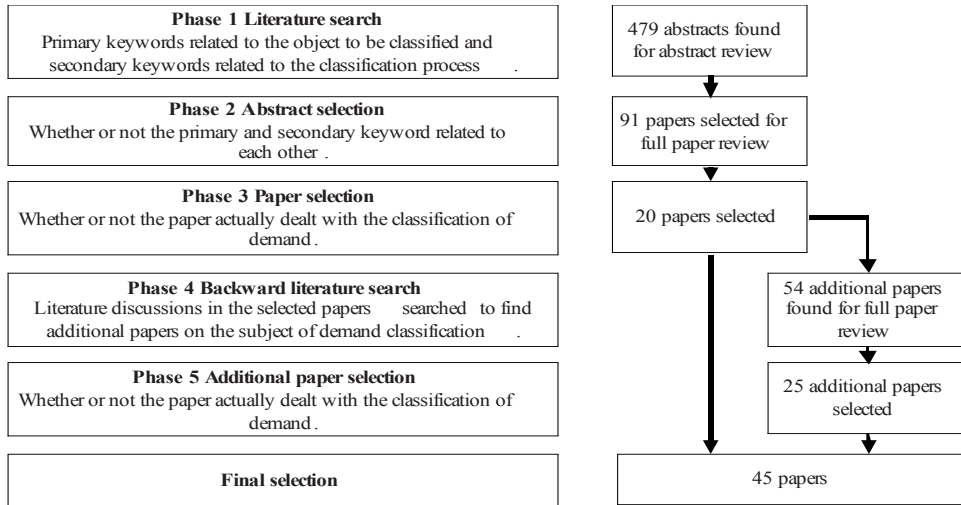 Phase 1 Literature search
Primary keywords related to the object to be classified and
secondary keywords related to the classification process .
479 abstracts found
for abstract review
Phase 2 Abstract selection
Whether or not the primary and secondary keyword related to
each other .
91 papers selected for
full paper review
Phase 3 Paper selection
Whether or not the paper actually dealt with the classification of
demand .
20 papers selected
Phase 4 Backward literature search
Literature discussions in the selected papers searched to find
additional papers on the subject of demand classification .
54 additional papers
found for full paper
review
Phase 5 Additional paper selection
Whether or not the paper actually dealt with the classification of
demand .
25 additional papers
selected
Final selection
45 papers